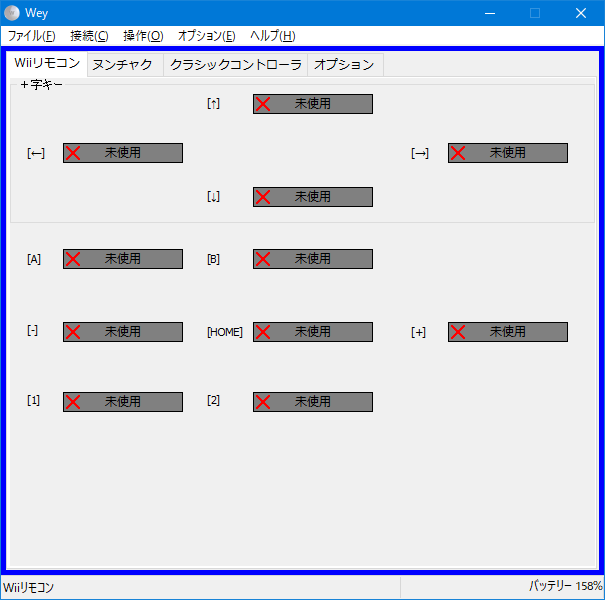 Wey
ファイル(F) 接続(C) 操作(O) オプション(E) ヘルプ(H)
Wiiリモコン ヌンチャク クラシックコントローラ オプション
+字キー
[↑] 未使用
[←] 未使用 [→] 未使用
[↓] 未使用
[A] 未使用 [B] 未使用
[-] 未使用 [HOME] 未使用 [+] 未使用
[1] 未使用 [2] 未使用
Wiiリモコン バッテリー 158%